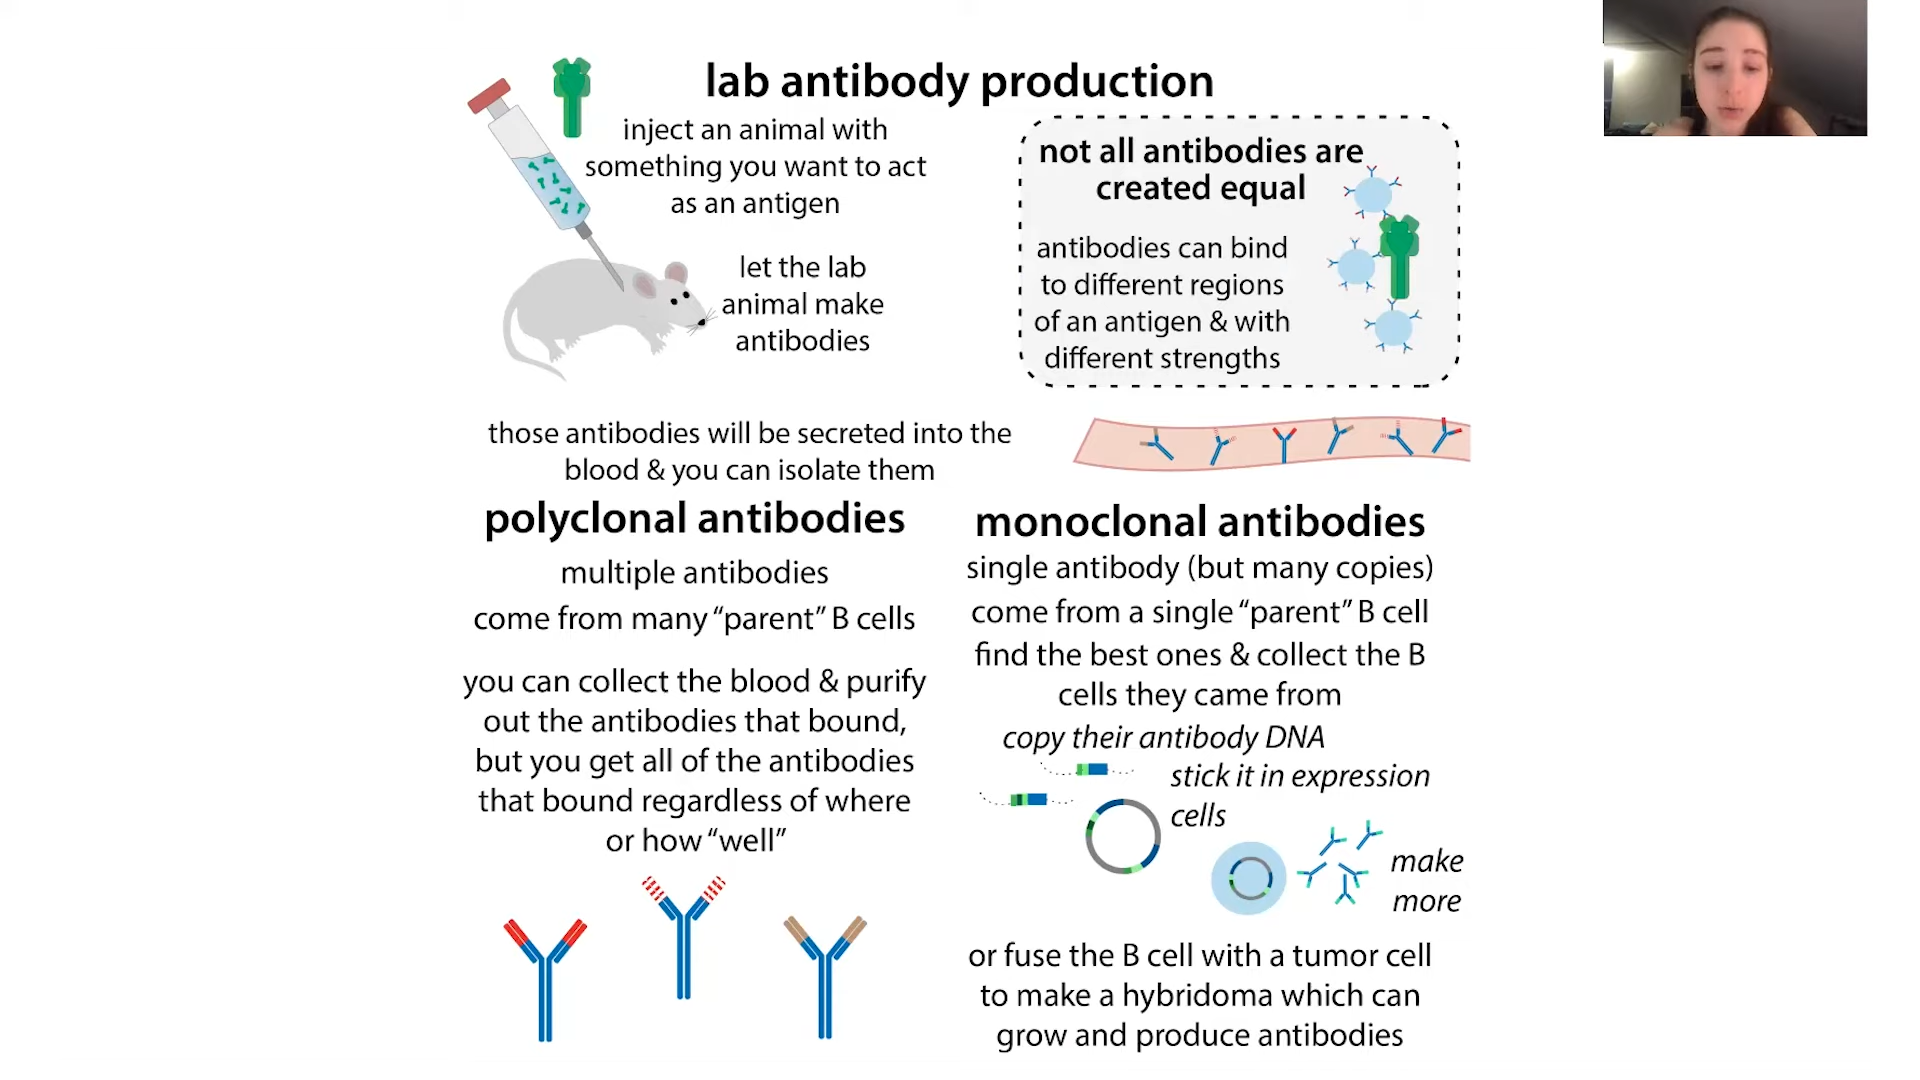 lab antibody production
inject an animal with
something you want to act
as an antigen
let the lab
animal make
antibodies
not all antibodies are
created equal
antibodies can bind
to different regions
of an antigen & with
different strengths
those antibodies will be secreted into the
blood & you can isolate them
polyclonal antibodies
multiple antibodies
come from many “parent” B cells
you can collect the blood & purify
out the antibodies that bound,
but you get all of the antibodies
that bound regardless of where
or how “well”
monoclonal antibodies
single antibody (but many copies)
come from a single “parent” B cell
find the best ones & collect the B
cells they came from
copy their antibody DNA
stick it in expression
cells
make
more
or fuse the B cell with a tumor cell
to make a hybridoma which can
grow and produce antibodies